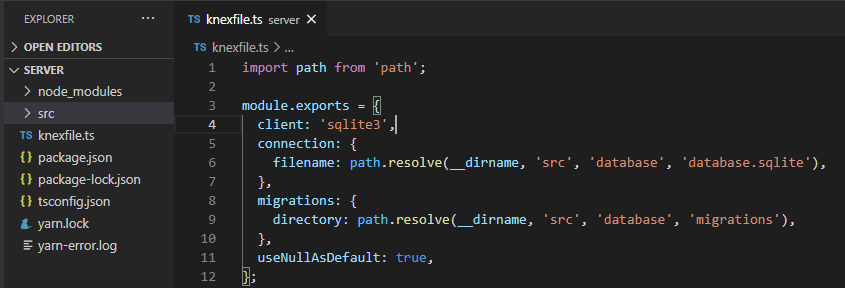 EXPLORER ...
OPEN EDITORS
SERVER
node_modules
src
TS knexfile.ts
{} package.json
{} package-lock.json
{} tsconfig.json
yarn.lock
yarn-error.log
TS knexfile.ts server ×
TS knexfile.ts > ...
1 import path from 'path';
2
3 module.exports = {
4 client: 'sqlite3',
5 connection: {
6 filename: path.resolve(__dirname, 'src', 'database', 'database.sqlite'),
7 },
8 migrations: {
9 directory: path.resolve(__dirname, 'src', 'database', 'migrations'),
10 },
11 useNullAsDefault: true,
12 };